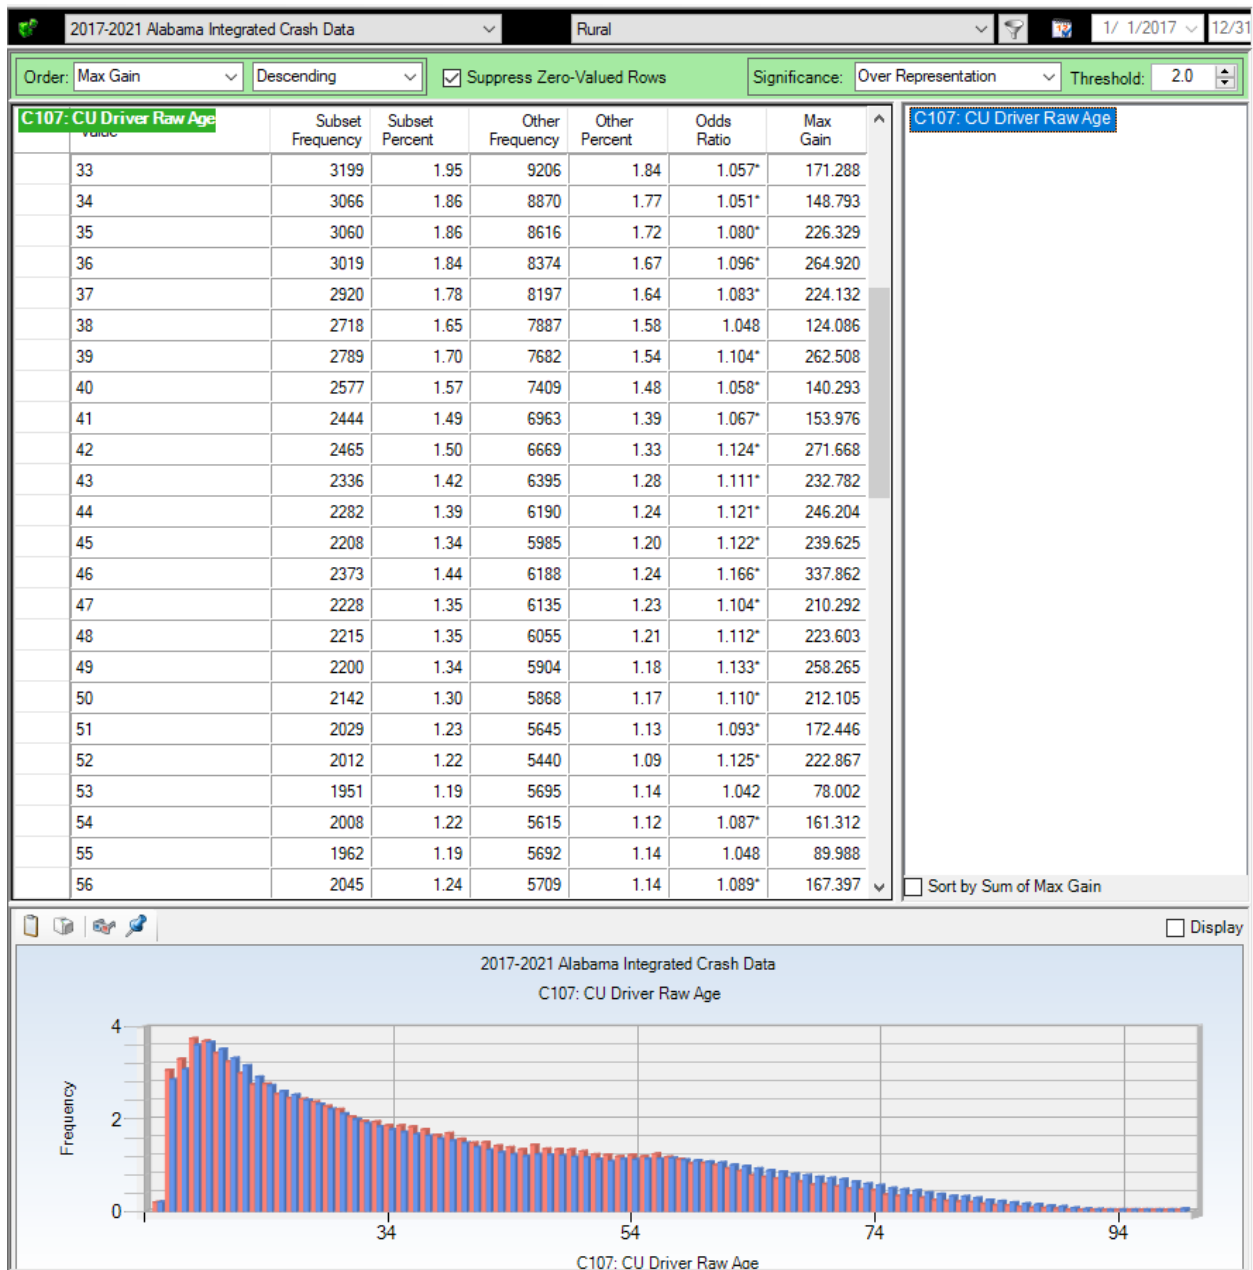 2017-2021 Alabama Integrated Crash Data Rural 1/ 1/2017 12/31
Order: Max Gain Descending Suppress Zero-Valued Rows Significance: Over Representation Threshold: 2.0
C107: CU Driver Raw Age Subset Frequency Subset Percent Other Frequency Other Percent Odds Ratio Max Gain C107: CU Driver Raw Age
Value
33 3199 1.95 9206 1.84 1.057* 171.288
34 3066 1.86 8870 1.77 1.051* 148.793
35 3060 1.86 8616 1.72 1.080* 226.329
36 3019 1.84 8374 1.67 1.096* 264.920
37 2920 1.78 8197 1.64 1.083* 224.132
38 2718 1.65 7887 1.58 1.048 124.086
39 2789 1.70 7682 1.54 1.104* 262.508
40 2577 1.57 7409 1.48 1.058* 140.293
41 2444 1.49 6963 1.39 1.067* 153.976
42 2465 1.50 6669 1.33 1.124* 271.668
43 2336 1.42 6395 1.28 1.111* 232.782
44 2282 1.39 6190 1.24 1.121* 246.204
45 2208 1.34 5985 1.20 1.122* 239.625
46 2373 1.44 6188 1.24 1.166* 337.862
47 2228 1.35 6135 1.23 1.104* 210.292
48 2215 1.35 6055 1.21 1.112* 223.603
49 2200 1.34 5904 1.18 1.133* 258.265
50 2142 1.30 5868 1.17 1.110* 212.105
51 2029 1.23 5645 1.13 1.093* 172.446
52 2012 1.22 5440 1.09 1.125* 222.867
53 1951 1.19 5695 1.14 1.042 78.002
54 2008 1.22 5615 1.12 1.087* 161.312
55 1962 1.19 5692 1.14 1.048 89.988
56 2045 1.24 5709 1.14 1.089* 167.397
Sort by Sum of Max Gain
Display
2017-2021 Alabama Integrated Crash Data
C107: CU Driver Raw Age
4
2
0
Frequency
34 54 74 94
C107: CU Driver Raw Age